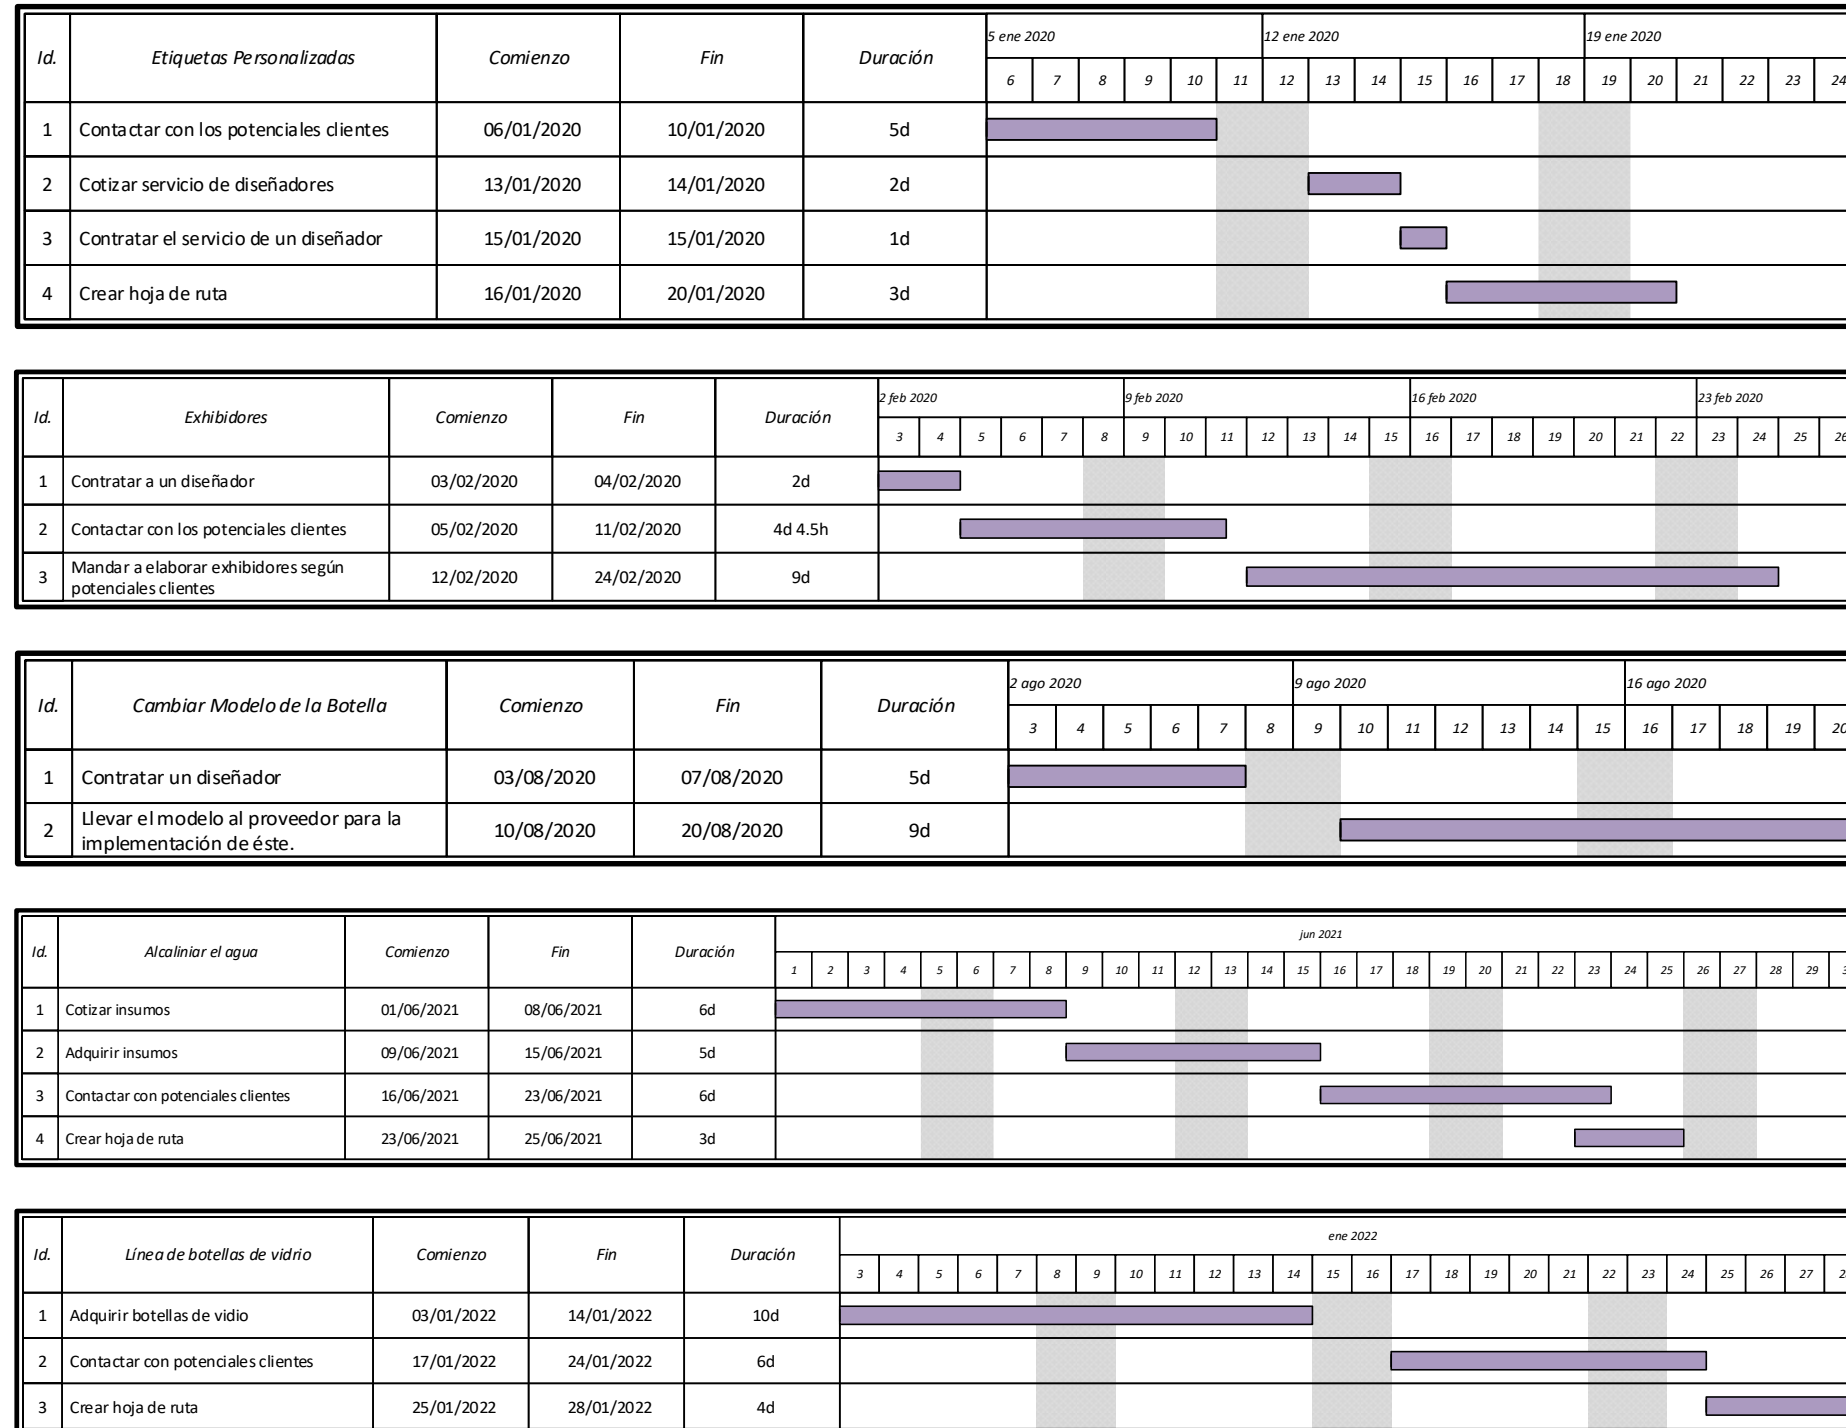 Id. Etiquetas Personalizadas Comienzo Fin Duración 5 ene 2020 12 ene 2020 19 ene 2020
6 7 8 9 10 11 12 13 14 15 16 17 18 19 20 21 22 23 24
1 Contactar con los potenciales clientes 06/01/2020 10/01/2020 5d
2 Cotizar servicio de diseñadores 13/01/2020 14/01/2020 2d
3 Contratar el servicio de un diseñador 15/01/2020 15/01/2020 1d
4 Crear hoja de ruta 16/01/2020 20/01/2020 3d
Id. Exhibidores Comienzo Fin Duración 2 feb 2020 9 feb 2020 16 feb 2020 23 feb 2020
3 4 5 6 7 8 9 10 11 12 13 14 15 16 17 18 19 20 21 22 23 24 25 26
1 Contratar a un diseñador 03/02/2020 04/02/2020 2d
2 Contactar con los potenciales clientes 05/02/2020 11/02/2020 4d 4.5h
3 Mandar a elaborar exhibidores según
potenciales clientes 12/02/2020 24/02/2020 9d
Id. Cambiar Modelo de la Botella Comienzo Fin Duración 2 ago 2020 9 ago 2020 16 ago 2020
3 4 5 6 7 8 9 10 11 12 13 14 15 16 17 18 19 20
1 Contratar un diseñador 03/08/2020 07/08/2020 5d
2 Llevar el modelo al proveedor para la
implementación de éste. 10/08/2020 20/08/2020 9d
Id. Alcaliniar el agua Comienzo Fin Duración jun 2021
1 2 3 4 5 6 7 8 9 10 11 12 13 14 15 16 17 18 19 20 21 22 23 24 25 26 27 28 29
1 Cotizar insumos 01/06/2021 08/06/2021 6d
2 Adquirir insumos 09/06/2021 15/06/2021 5d
3 Contactar con potenciales clientes 16/06/2021 23/06/2021 6d
4 Crear hoja de ruta 23/06/2021 25/06/2021 3d
Id. Línea de botellas de vidrio Comienzo Fin Duración ene 2022
3 4 5 6 7 8 9 10 11 12 13 14 15 16 17 18 19 20 21 22 23 24 25 26 27
1 Adquirir botellas de vidio 03/01/2022 14/01/2022 10d
2 Contactar con potenciales clientes 17/01/2022 24/01/2022 6d
3 Crear hoja de ruta 25/01/2022 28/01/2022 4d